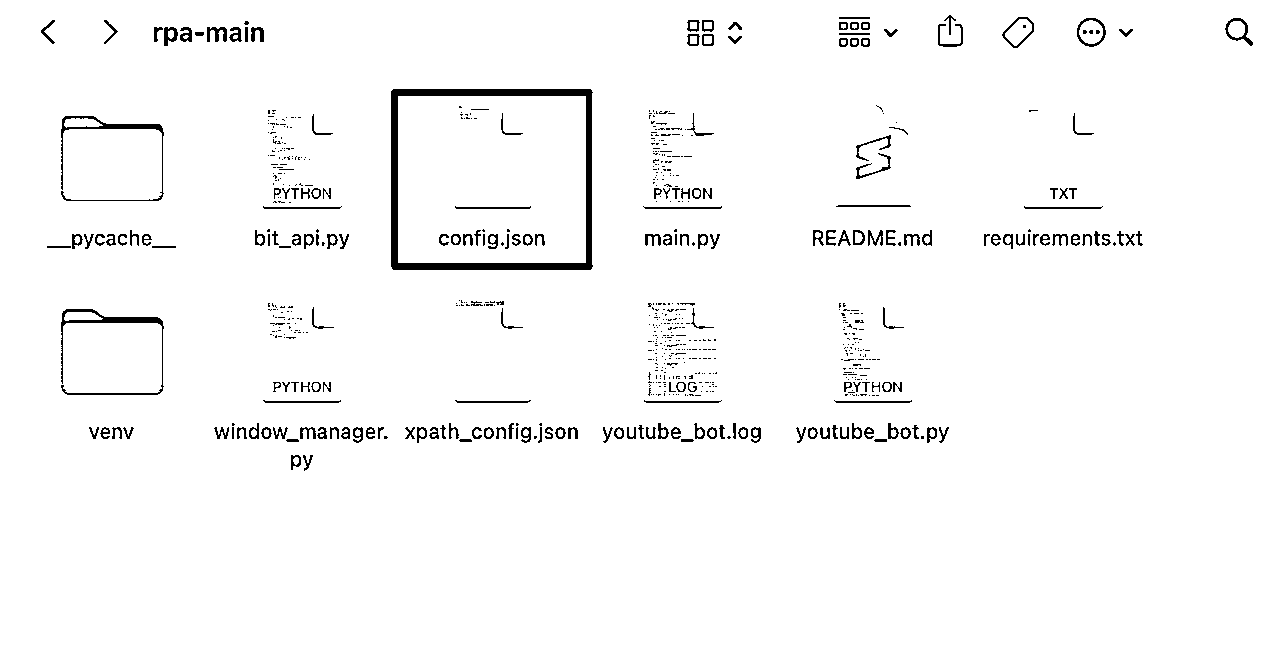 rpa-main
PYTHON
PYTHON
TXT
__pycache__
bit_api.py
config.json
main.py
README.md
requirements.txt
PYTHON
LOG
PYTHON
venv
window_manager.
py
xpath_config.json
youtube_bot.log
youtube_bot.py